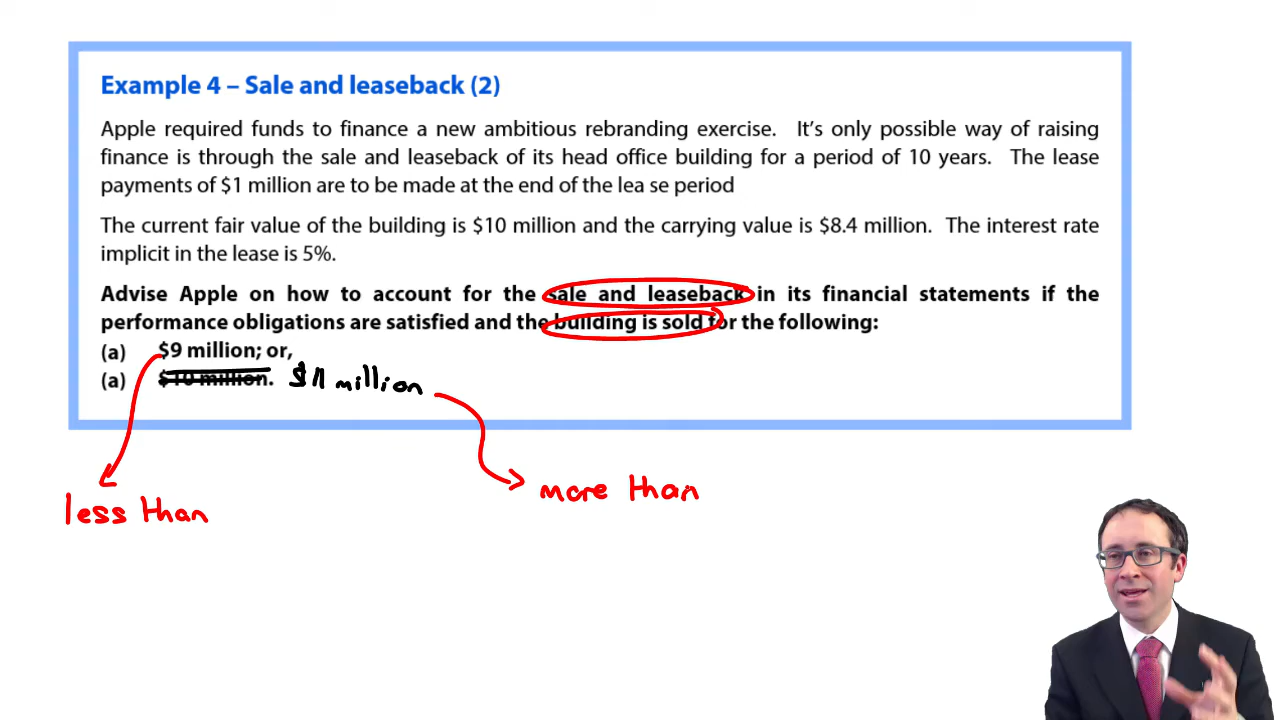 Example 4 – Sale and leaseback (2)
Apple required funds to finance a new ambitious rebranding exercise. It's only possible way of raising
finance is through the sale and leaseback of its head office building for a period of 10 years. The lease
payments of $1 million are to be made at the end of the lea se period
The current fair value of the building is $10 million and the carrying value is $8.4 million. The interest rate
implicit in the lease is 5%.
Advise Apple on how to account for the sale and leaseback in its financial statements if the
performance obligations are satisfied and the building is sold for the following:
(a) $9 million; or,
(a) $10 million. $11 million
less than
more than